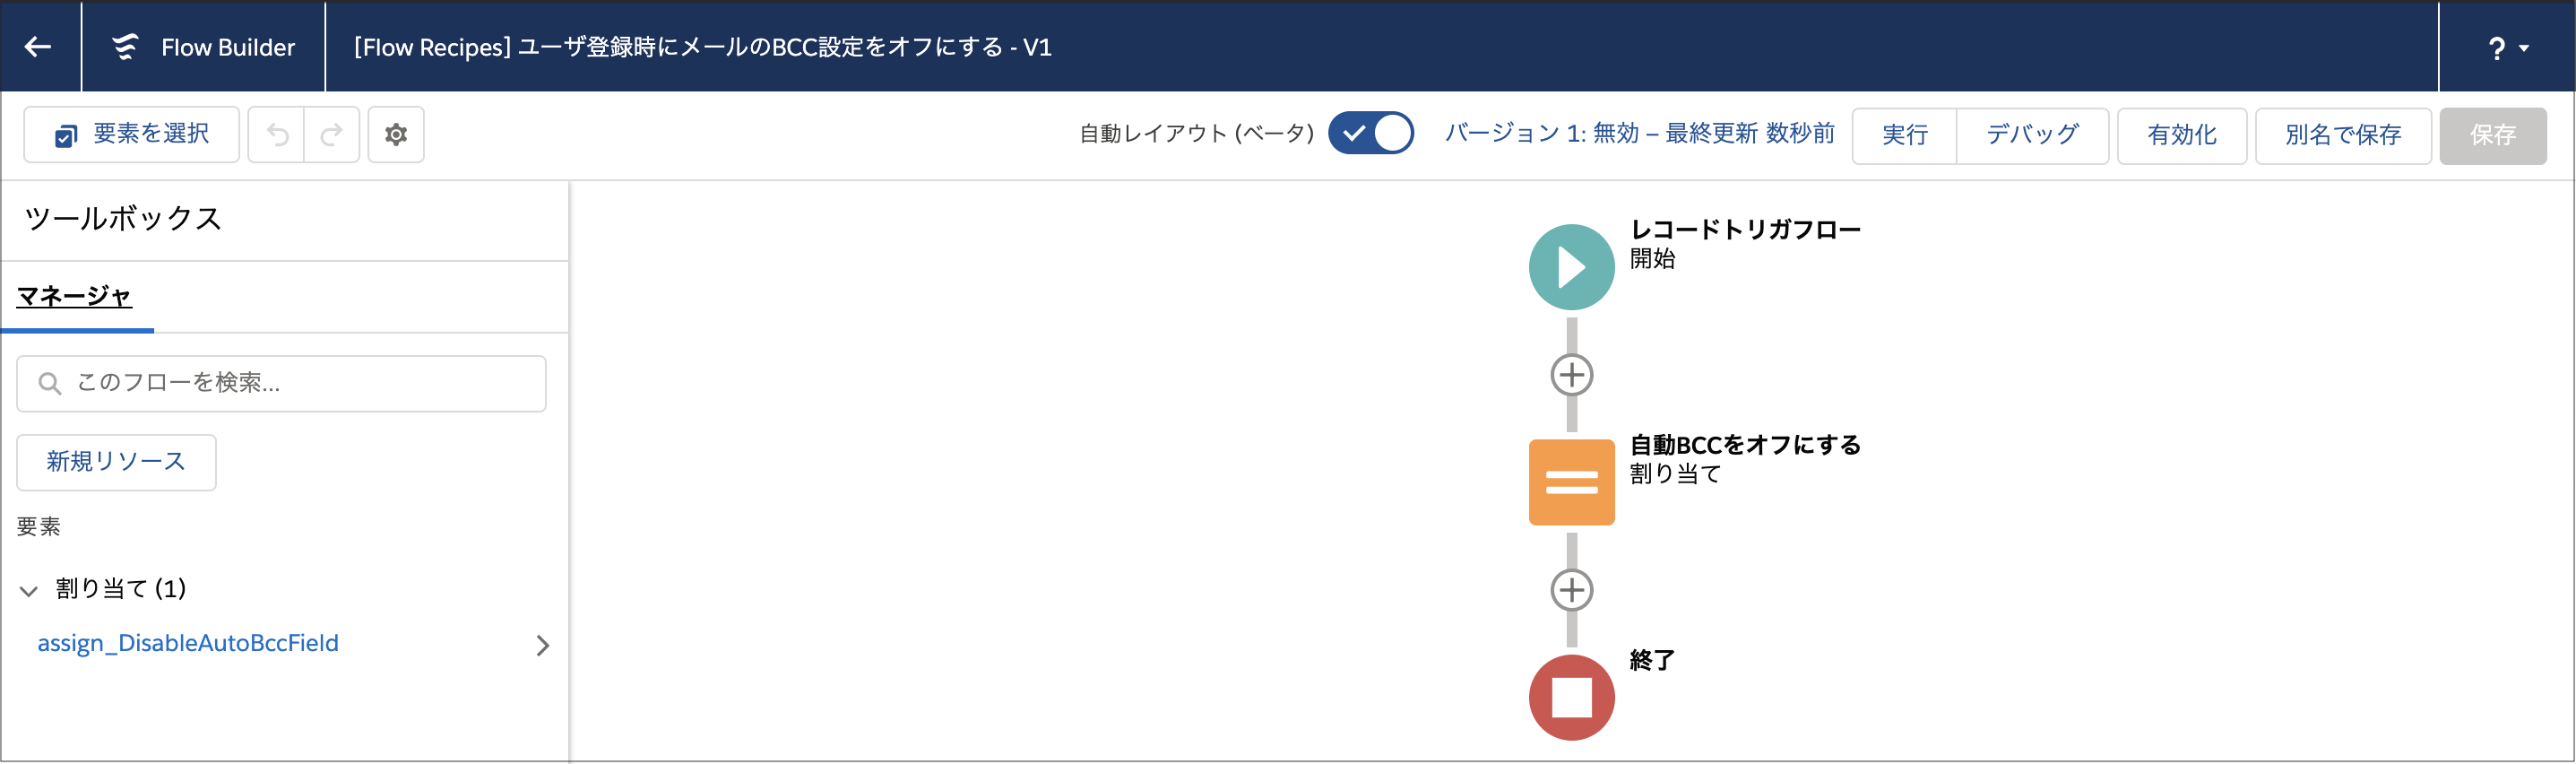 Flow Builder
[Flow Recipes] ユーザ登録時にメールのBCC設定をオフにする - V1
?
要素を選択
自動レイアウト (ベータ)
バージョン 1: 無効 – 最終更新 数秒前
実行
デバッグ
有効化
別名で保存
保存
ツールボックス
マネージャ
このフローを検索...
新規リソース
要素
割り当て (1)
assign_DisableAutoBccField
レコードトリガフロー
開始
自動BCCをオフにする
割り当て
終了